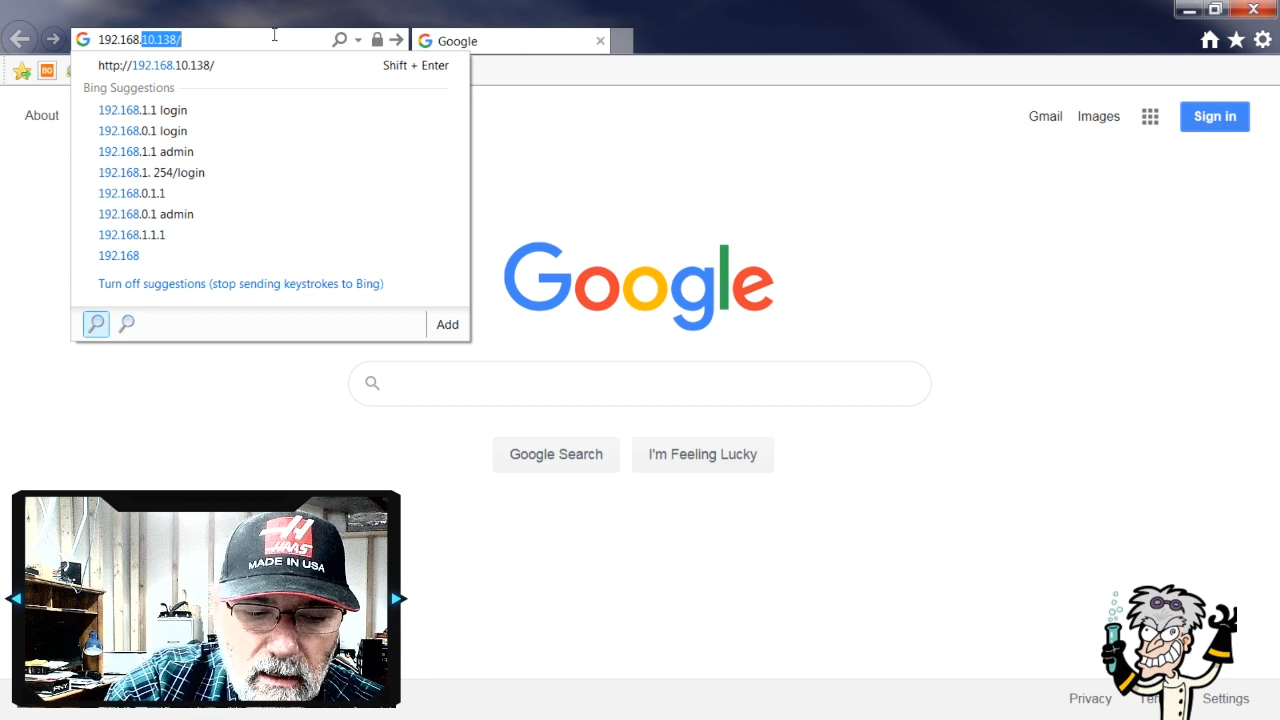 192.168.10.138/
Google
http://192.168.10.138/
Shift + Enter
Bing Suggestions
192.168.1.1 login
192.168.0.1 login
192.168.1.1 admin
192.168.1. 254/login
192.168.0.1.1
192.168.0.1 admin
192.168.1.1.1
192.168
Turn off suggestions (stop sending keystrokes to Bing)
Add
BG
About
Gmail
Images
Sign in
Google
Google Search
I'm Feeling Lucky
HAAS
MADE IN USA
Privacy
Settings